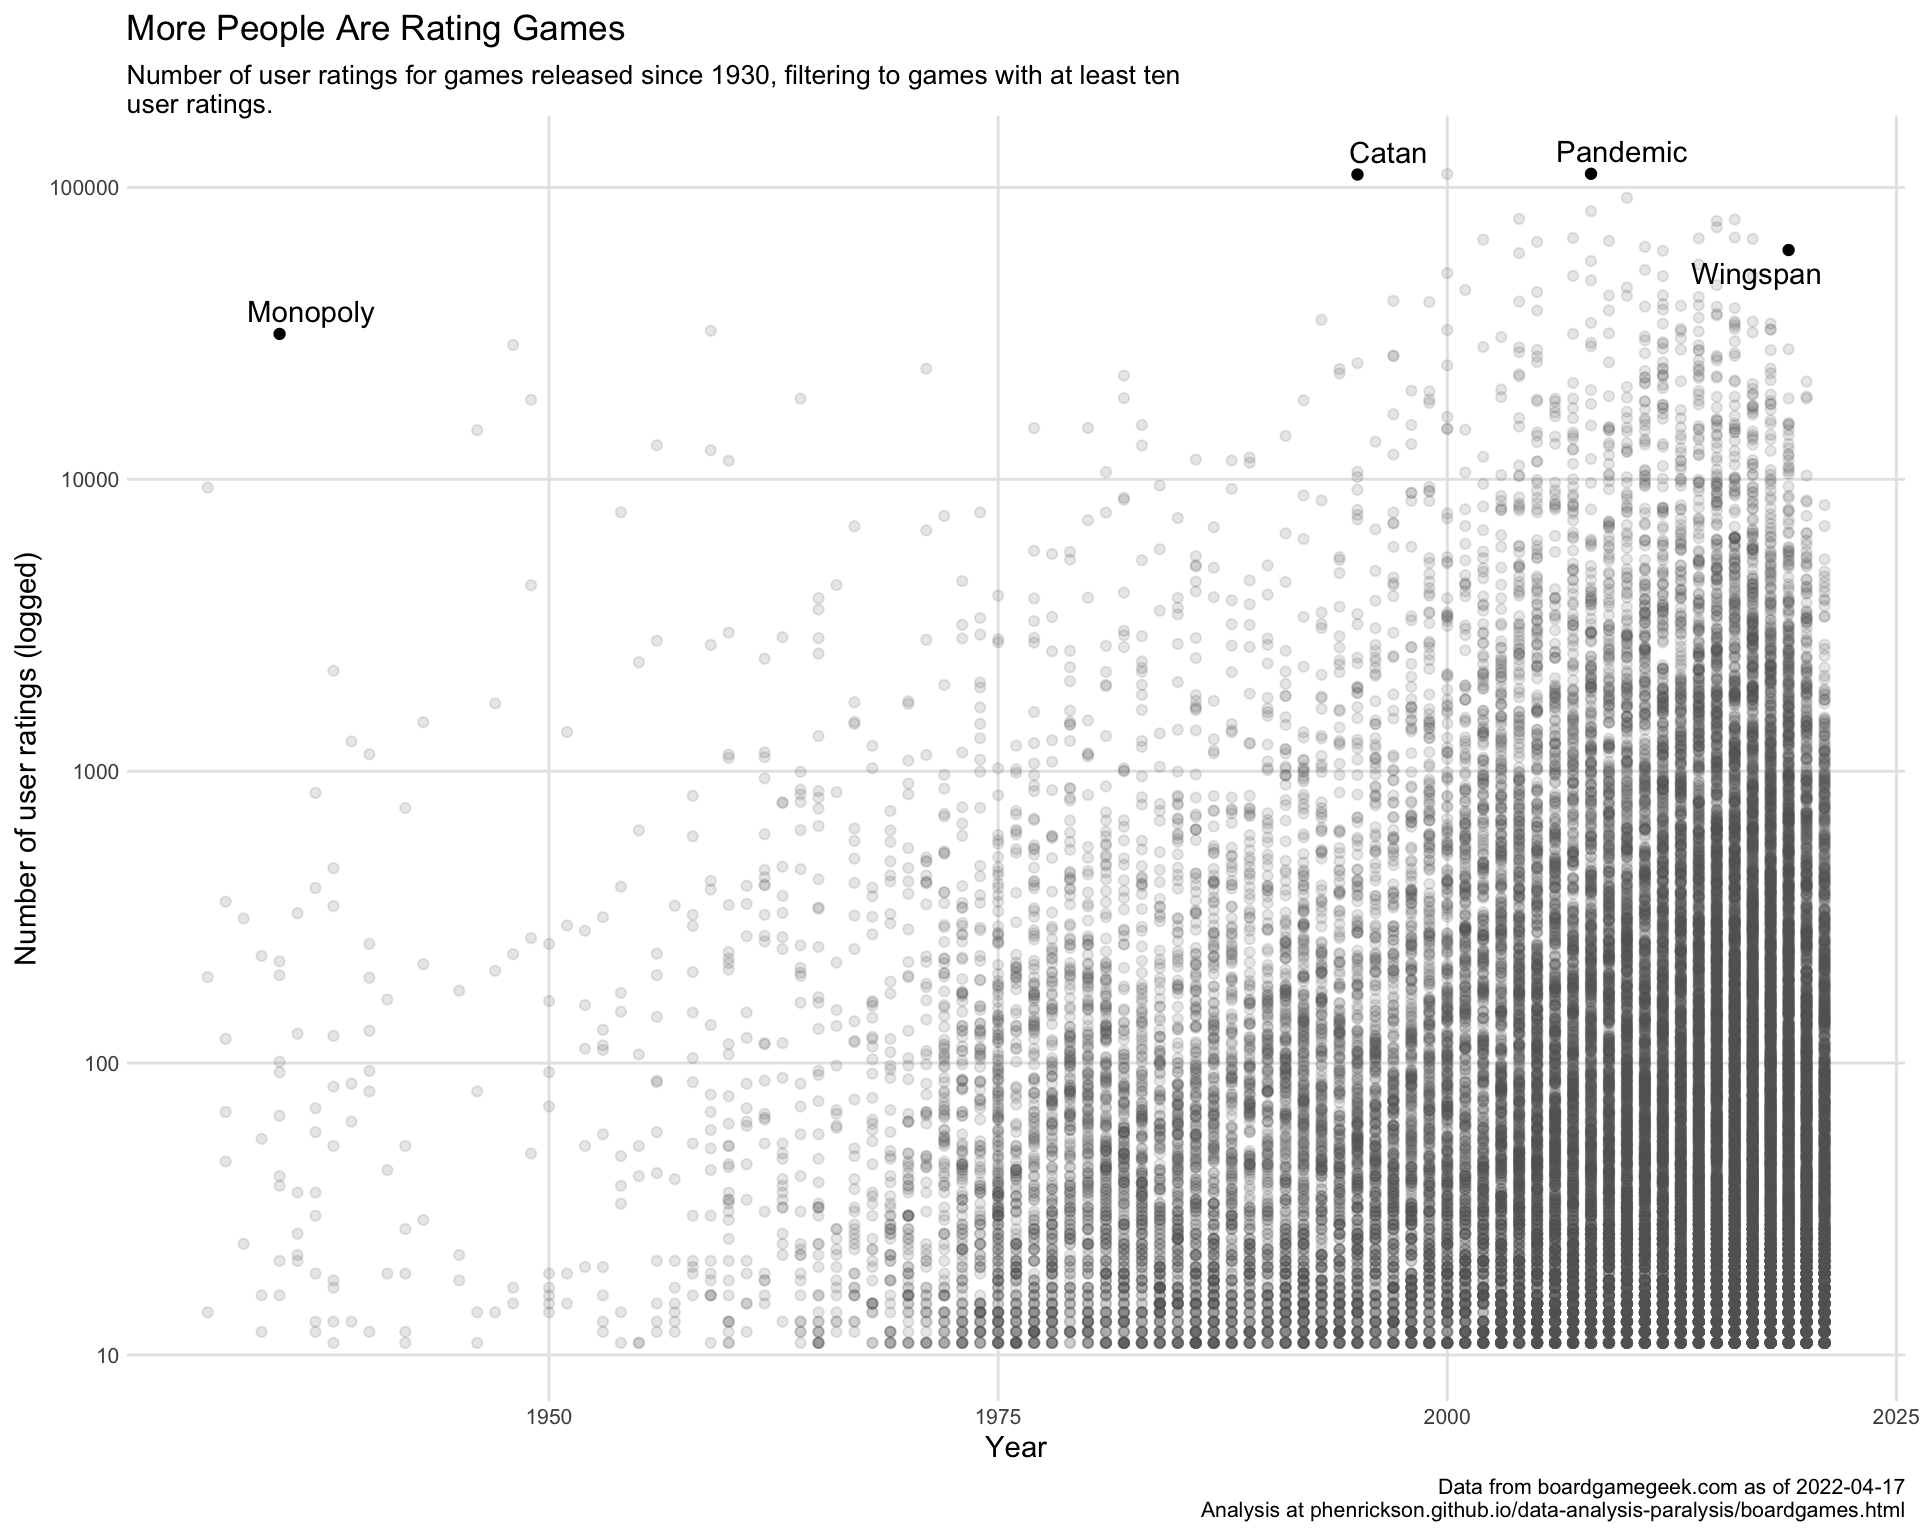 More People Are Rating Games
Number of user ratings for games released since 1930, filtering to games with at least ten
user ratings.
Catan
Pandemic
100000
Wingspan
Monopoly
10000
Number of user ratings (logged)
1000
100
10
1950
1975
2000
2025
Year
Data from boardgamegeek.com as of 2022-04-17
Analysis at phenrickson.github.io/data-analysis-paralysis/boardgames.html